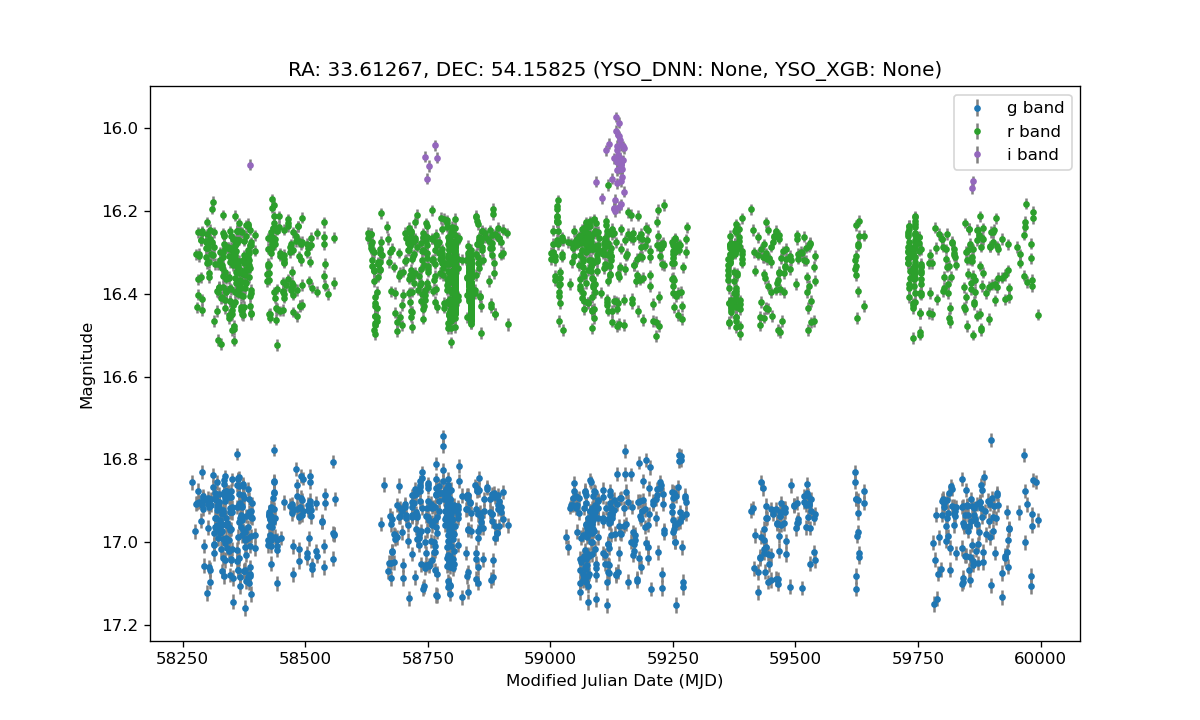 RA: 33.61267, DEC: 54.15825 (YSO_DNN: None, YSO_XGB: None)
g band
r band
i band
16.0
16.2
16.4
16.6
16.8
17.0
17.2
Magnitude
58250 58500 58750 59000 59250 59500 59750 60000
Modified Julian Date (MJD)